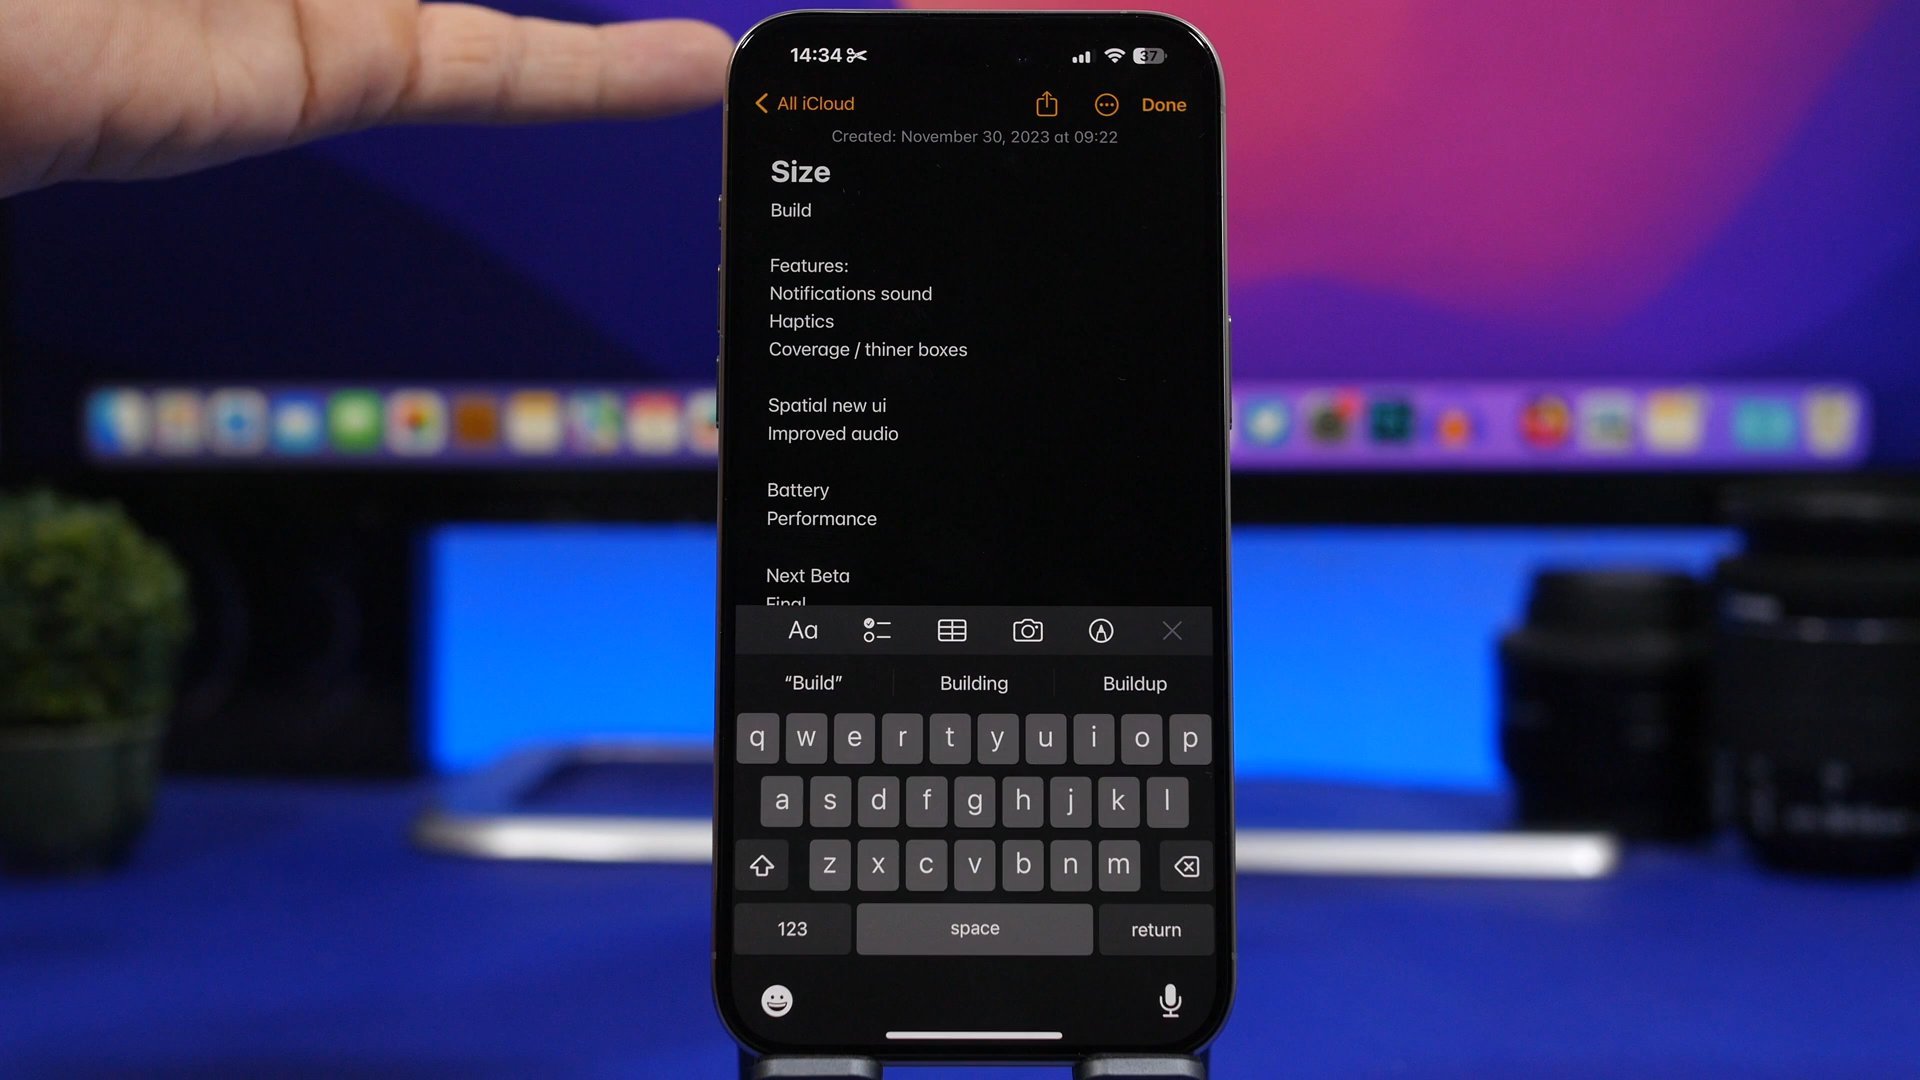 14:34
37
All iCloud
Done
Created: November 30, 2023 at 09:22
Size
Build
Features:
Notifications sound
Haptics
Coverage / thiner boxes
Spatial new ui
Improved audio
Battery
Performance
Next Beta
Final
Aa
“Build” Building Buildup
q w e r t y u i o p
a s d f g h j k l
z x c v b n m
123 space return